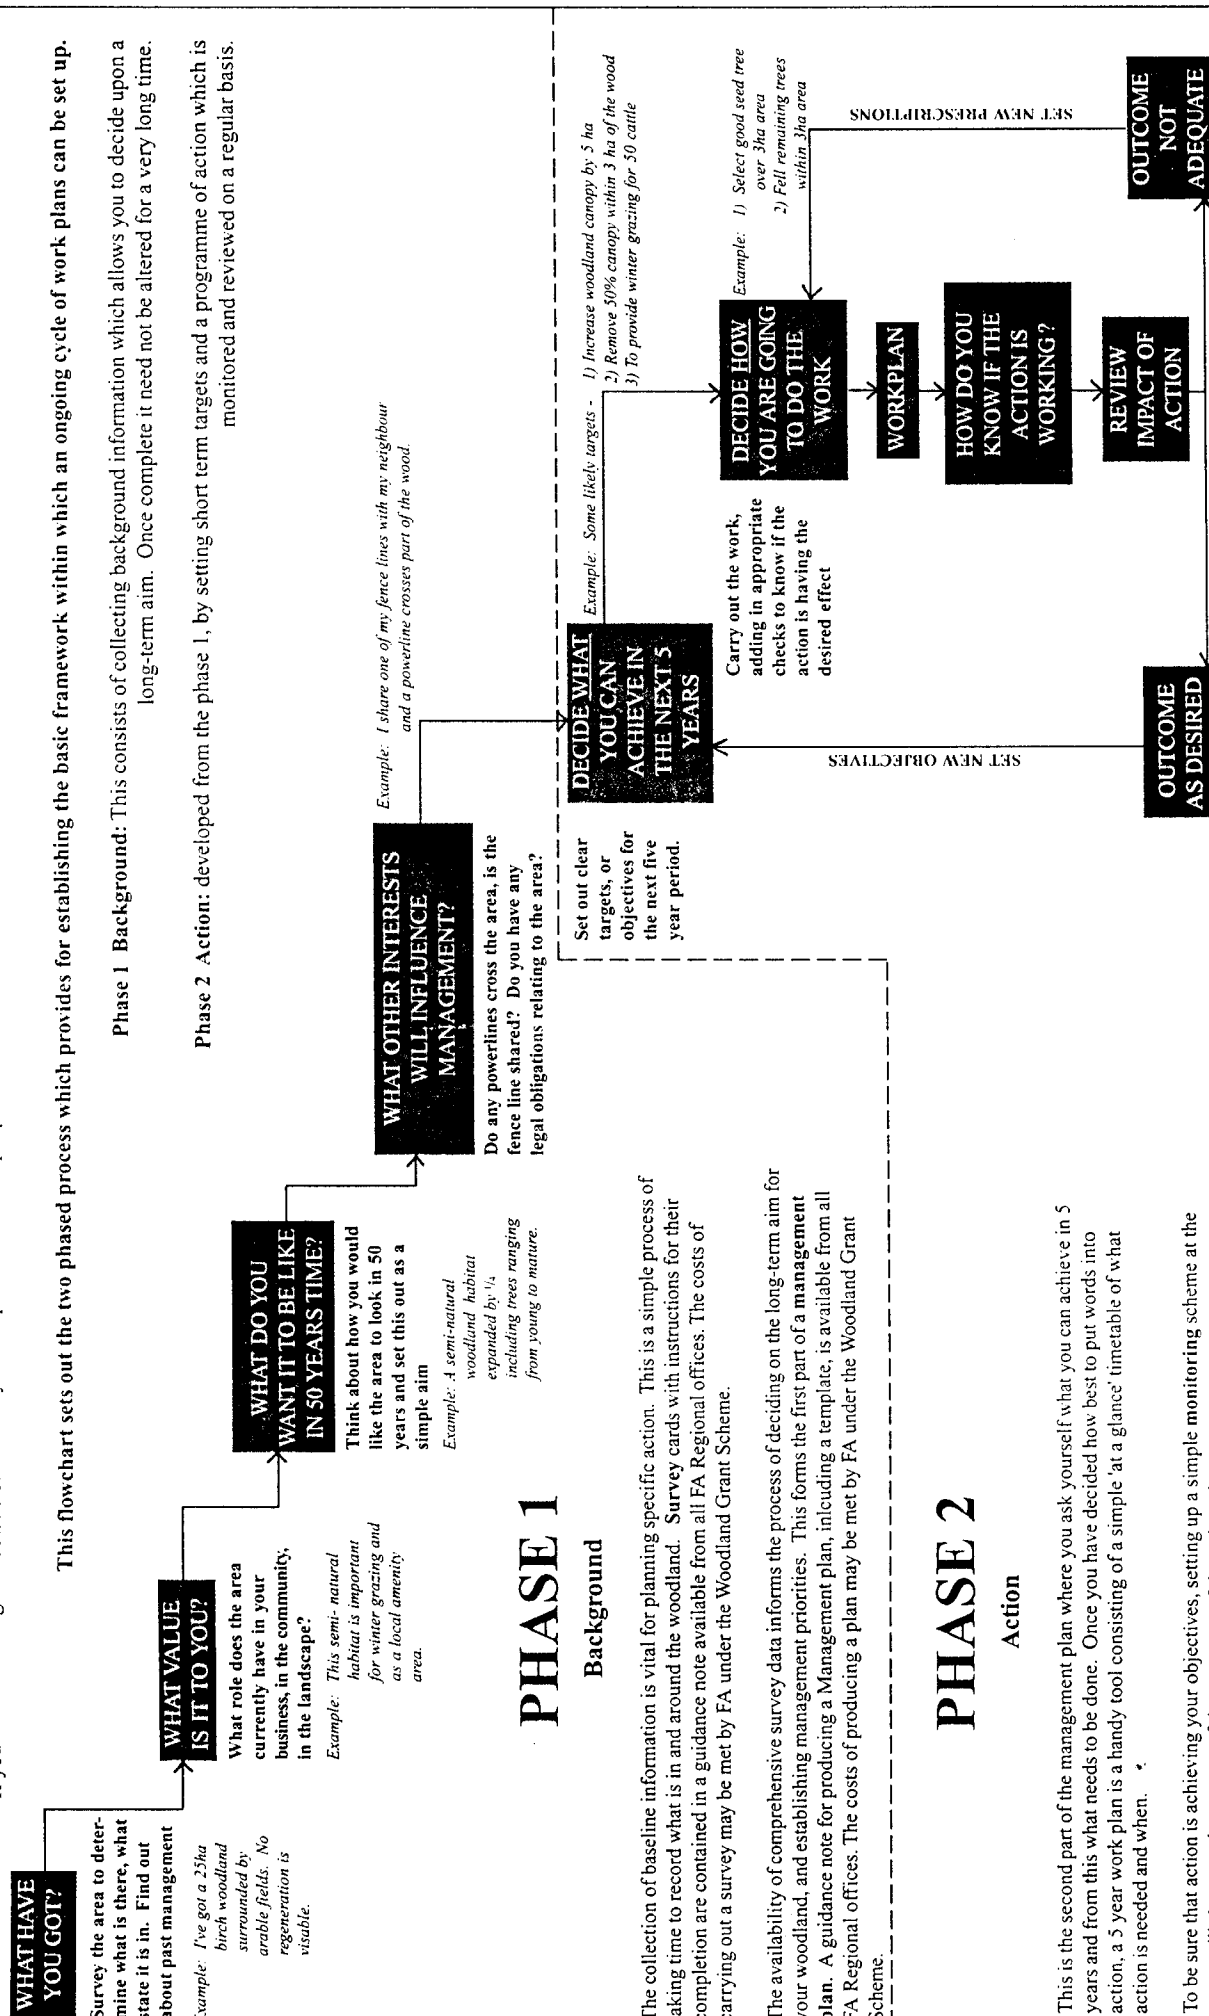 This flowchart sets out the two phased process which provides for establishing the basic framework within which an ongoing cycle of work plans can be set up.
Phase 1 Background: This consists of collecting background information which allows you to decide upon a
long-term aim. Once complete it need not be altered for a very long time.
Phase 2 Action: developed from the phase 1, by setting short term targets and a programme of action which is
monitored and reviewed on a regular basis.
WHAT HAVE
YOU GOT?
Survey the area to deter-
mine what is there, what
state it is in. Find out
about past management
Example: I've got a 25ha
birch woodland
surrounded by
arable fields. No
regeneration is
visable.
WHAT VALUE
IS IT TO YOU?
What role does the area
currently have in your
business, in the community,
in the landscape?
Example: This semi- natural
habitat is important
for winter grazing and
as a local amenity
area.
WHAT DO YOU
WANT IT TO BE LIKE
IN 50 YEARS TIME?
Think about how you would
like the area to look in 50
years and set this out as a
simple aim
Example: A semi-natural
woodland habitat
expanded by 1/4
including trees ranging
from young to mature.
WHAT OTHER INTERESTS
WILL INFLUENCE
MANAGEMENT?
Example: I share one of my fence lines with my neighbour
and a powerline crosses part of the wood.
Do any powerlines cross the area, is the
fence line shared? Do you have any
legal obligations relating to the area?
PHASE 1
Background
The collection of baseline information is vital for planning specific action. This is a simple process of
taking time to record what is in and around the woodland. Survey cards with instructions for their
completion are contained in a guidance note available from all FA Regional offices. The costs of
carrying out a survey may be met by FA under the Woodland Grant Scheme.
The availability of comprehensive survey data informs the process of deciding on the long-term aim for
your woodland, and establishing management priorities. This forms the first part of a management
plan. A guidance note for producing a Management plan, inlcuding a template, is available from all
FA Regional offices. The costs of producing a plan may be met by FA under the Woodland Grant
Scheme.
DECIDE WHAT
YOU CAN
ACHIEVE IN
THE NEXT 5
YEARS
Example: Some likely targets - 1) Increase woodland canopy by 5 ha
2) Remove 50% canopy within 3 ha of the wood
3) To provide winter grazing for 50 cattle
Set out clear
targets, or
objectives for
the next five
year period.
DECIDE HOW
YOU ARE GOING
TO DO THE
WORK
Example: 1) Select good seed tree
over 3ha area
2) Fell remaining trees
within 3ha area
Carry out the work,
adding in appropriate
checks to know if the
action is having the
desired effect
WORKPLAN
HOW DO YOU
KNOW IF THE
ACTION IS
WORKING?
REVIEW
IMPACT OF
ACTION
SET NEW OBJECTIVES
SET NEW PRESCRIPTIONS
OUTCOME
AS DESIRED
OUTCOME
NOT
ADEQUATE
PHASE 2
Action
This is the second part of the management plan where you ask yourself what you can achieve in 5
years and from this what needs to be done. Once you have decided how best to put words into
action, a 5 year work plan is a handy tool consisting of a simple 'at a glance' timetable of what
action is needed and when.
To be sure that action is achieving your objectives, setting up a simple monitoring scheme at the